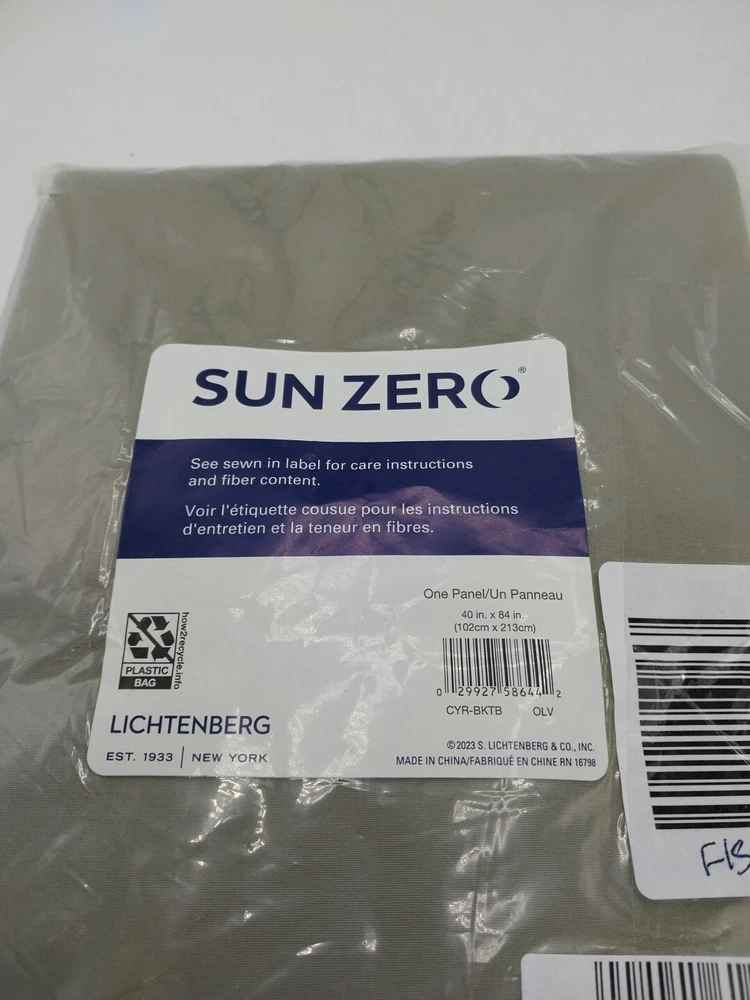 SUN ZERO®
See sewn in label for care instructions
and fiber content.
Voir l'étiquette cousue pour les instructions
d'entretien et la teneur en fibres.
One Panel/Un Panneau
40 in. x 84 in.
(102cm x 213cm)
how2recycle.info
PLASTIC
BAG
0 29927 58644 2
CYR-BKTB OLV
LICHTENBERG
EST. 1933 | NEW YORK
©2023 S. LICHTENBERG & CO., INC.
MADE IN CHINA/FABRIQUÉ EN CHINE RN 16798